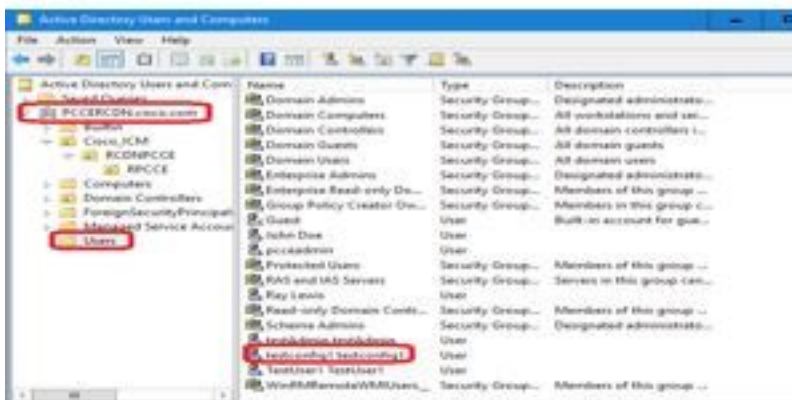 Active Directory Users and Computers
File Action View Help
Active Directory Users and Com
Saved Queries
PCCERCDN.cisco.com
Builtin
Cisco_ICM
RCDNPCCE
RPCCE
Computers
Domain Controllers
ForeignSecurityPrincipal
Managed Service Accoun
Users
Name Type Description
Domain Admins Security Group... Designated administrato...
Domain Computers Security Group... All workstations and ser...
Domain Controllers Security Group... All domain controllers i...
Domain Guests Security Group... All domain guests
Domain Users Security Group... All domain users
Enterprise Admins Security Group... Designated administrato...
Enterprise Read-only Do... Security Group... Members of this group ...
Group Policy Creator Ow... Security Group... Members in this group c...
Guest User Built-in account for gue...
John Doe User
pcceadmin User
Protected Users Security Group... Members of this group ...
RAS and IAS Servers Security Group... Servers in this group can...
Ray Lewis User
Read-only Domain Contr... Security Group... Members of this group ...
Schema Admins Security Group... Designated administrato...
testAdmin testAdmin User
testconfig1 testconfig1 User
TestUser1 TestUser1 User
WinRMRemoteWMIUsers_ Security Group... Members of this group ...